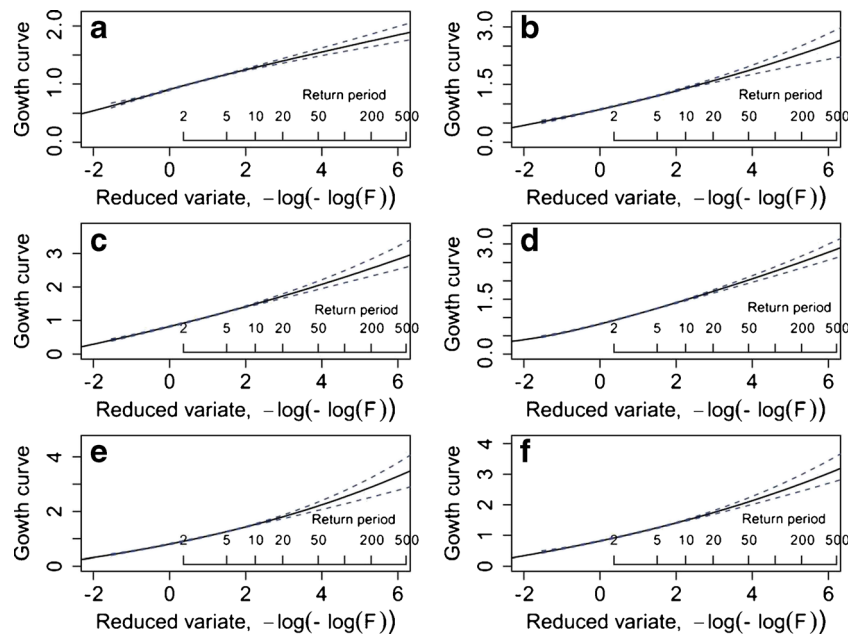 a
Gowth curve
0.0 1.0 2.0
Return period
2 5 10 20 50 200 500
-2 0 2 4 6
Reduced variate, −log(- log(F))
b
Gowth curve
0.0 1.5 3.0
Return period
2 5 10 20 50 200 500
-2 0 2 4 6
Reduced variate, −log(- log(F))
c
Gowth curve
0 1 2 3
Return period
2 5 10 20 50 200 500
-2 0 2 4 6
Reduced variate, −log(- log(F))
d
Gowth curve
0.0 1.5 3.0
Return period
2 5 10 20 50 200 500
-2 0 2 4 6
Reduced variate, −log(- log(F))
e
Gowth curve
0 1 2 3 4
Return period
2 5 10 20 50 200 500
-2 0 2 4 6
Reduced variate, −log(- log(F))
f
Gowth curve
0 1 2 3 4
Return period
2 5 10 20 50 200 500
-2 0 2 4 6
Reduced variate, −log(- log(F))